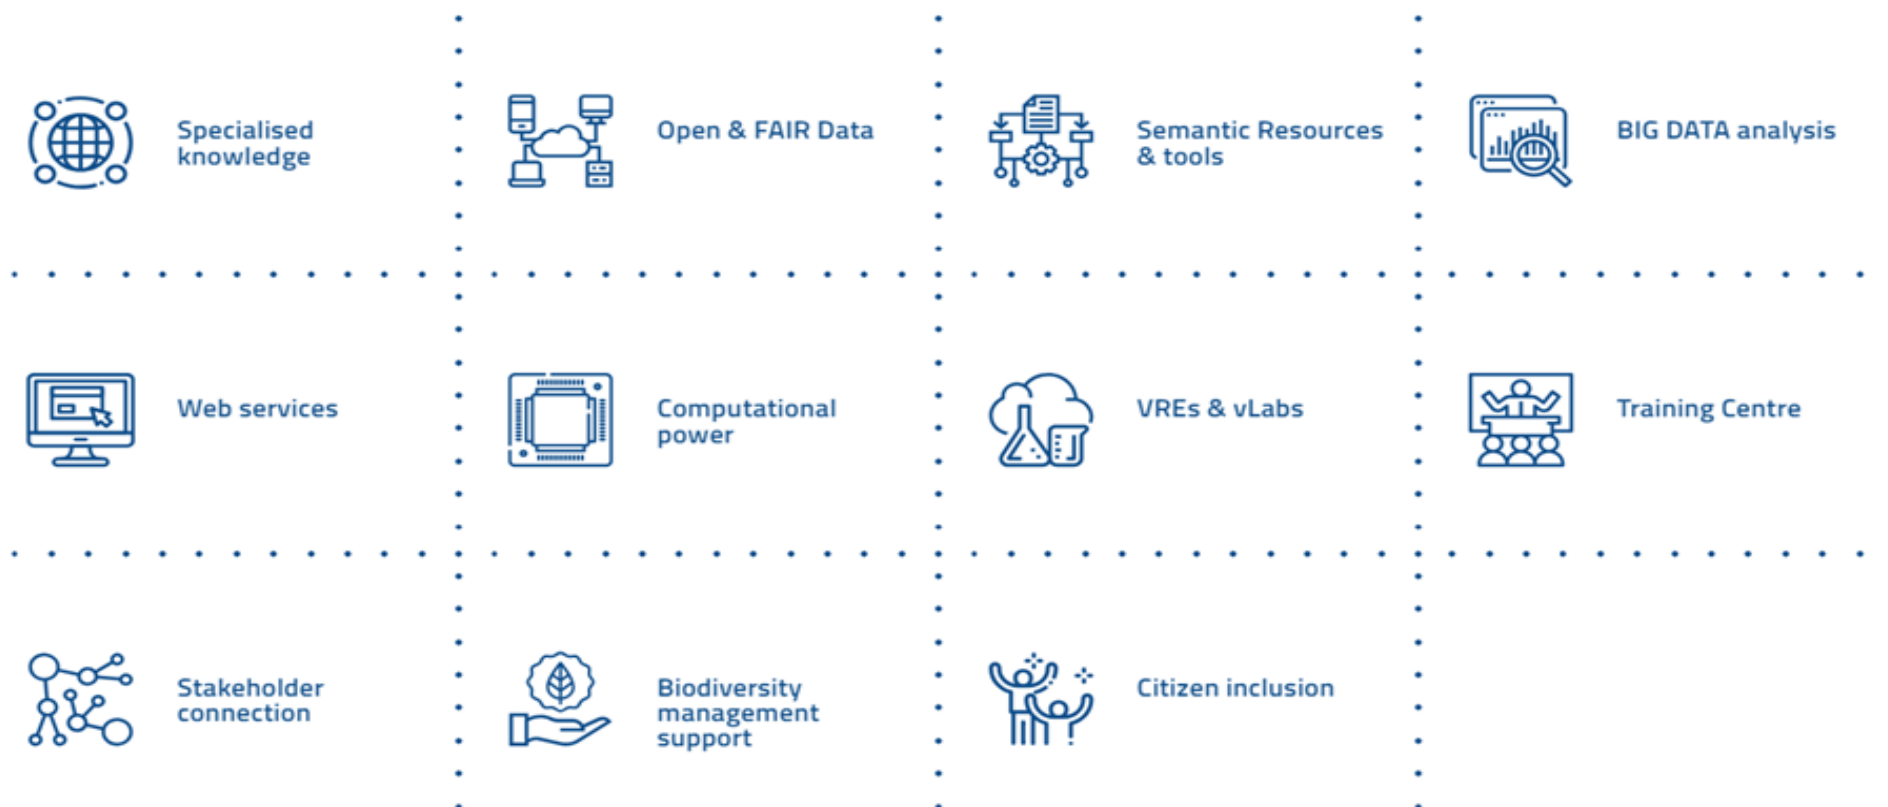 Specialised
knowledge
Open & FAIR Data
Semantic Resources
& tools
BIG DATA analysis
Web services
Computational
power
VREs & vLabs
Training Centre
Stakeholder
connection
Biodiversity
management
support
Citizen inclusion